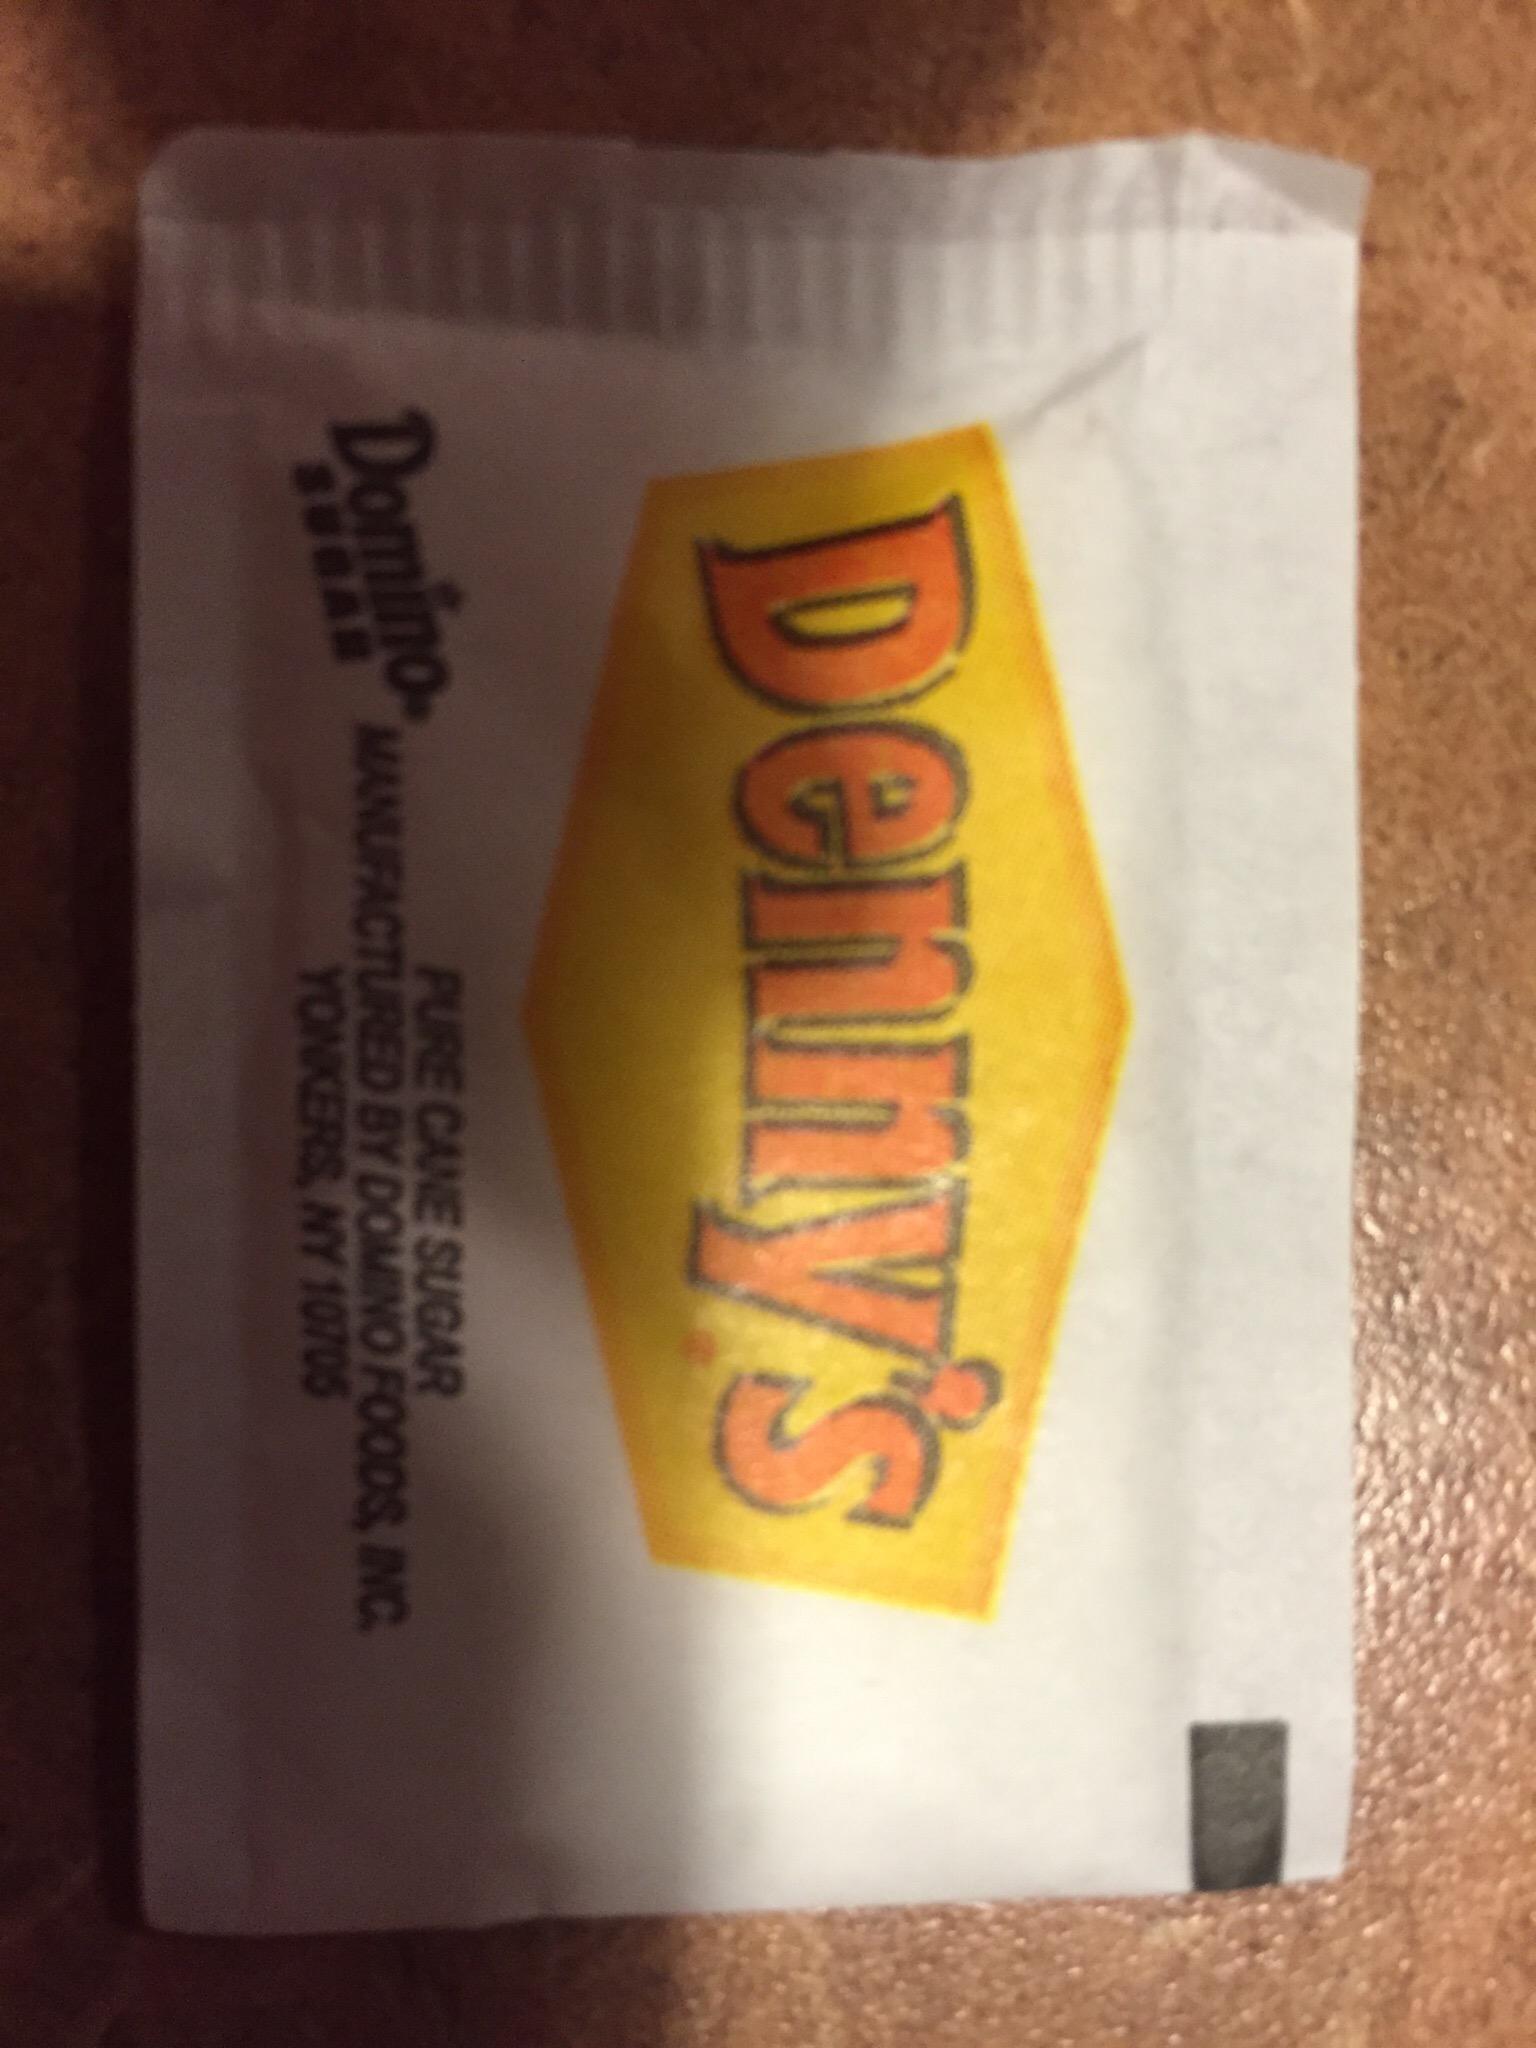 Denny's
Domino®
SUGAR
PURE CANE SUGAR
MANUFACTURED BY DOMINO FOODS, INC.
YONKERS, NY 10705